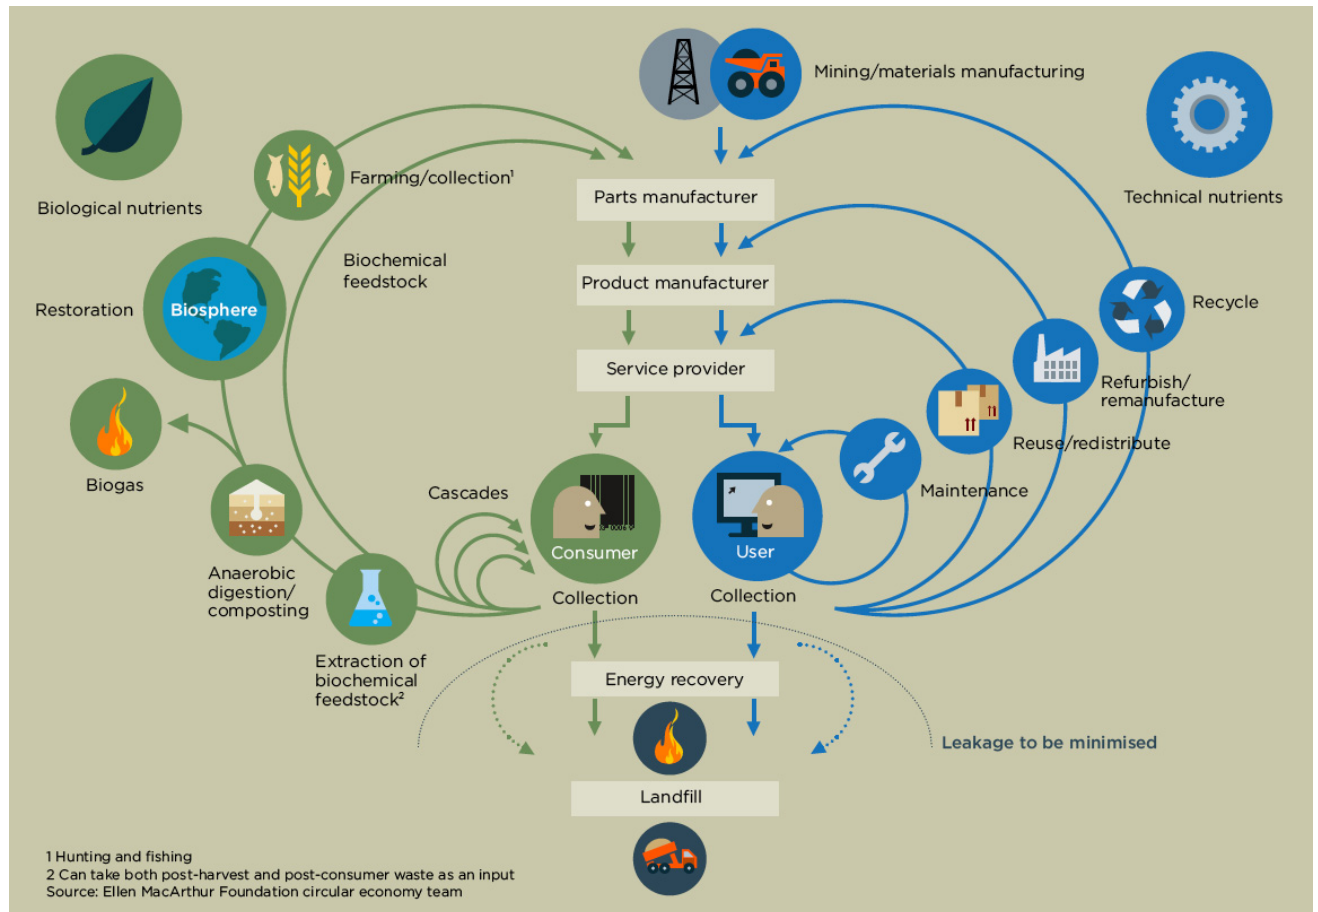 Mining/materials manufacturing
Biological nutrients
Farming/collection¹
Technical nutrients
Parts manufacturer
Biochemical
feedstock
Product manufacturer
Restoration
Biosphere
Recycle
Service provider
Refurbish/
remanufacture
Reuse/redistribute
Biogas
Cascades
Maintenance
Consumer
User
Anaerobic
digestion/
composting
Collection
Collection
Extraction of
biochemical
feedstock²
Energy recovery
Leakage to be minimised
Landfill
1 Hunting and fishing
2 Can take both post-harvest and post-consumer waste as an input
Source: Ellen MacArthur Foundation circular economy team